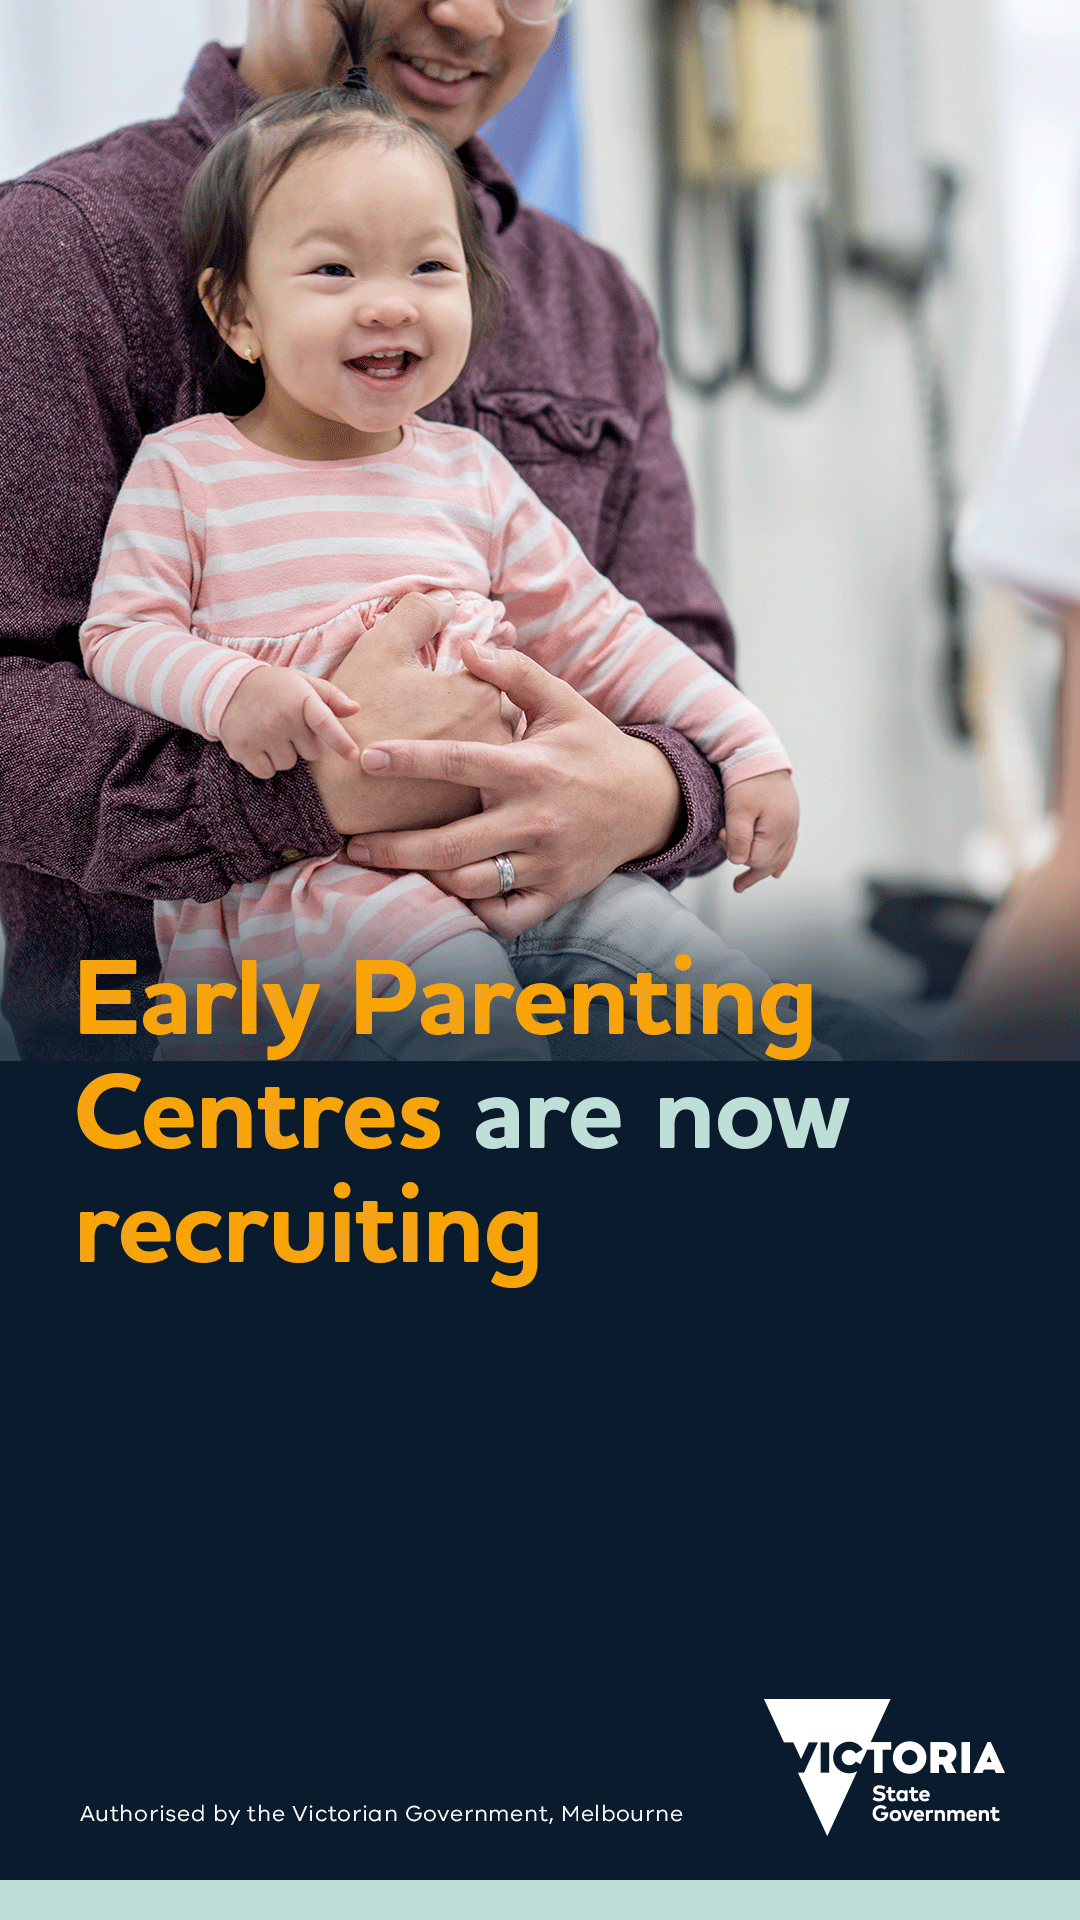 Early Parenting
Centres are now
recruiting
VICTORIA
State
Government
Authorised by the Victorian Government, Melbourne